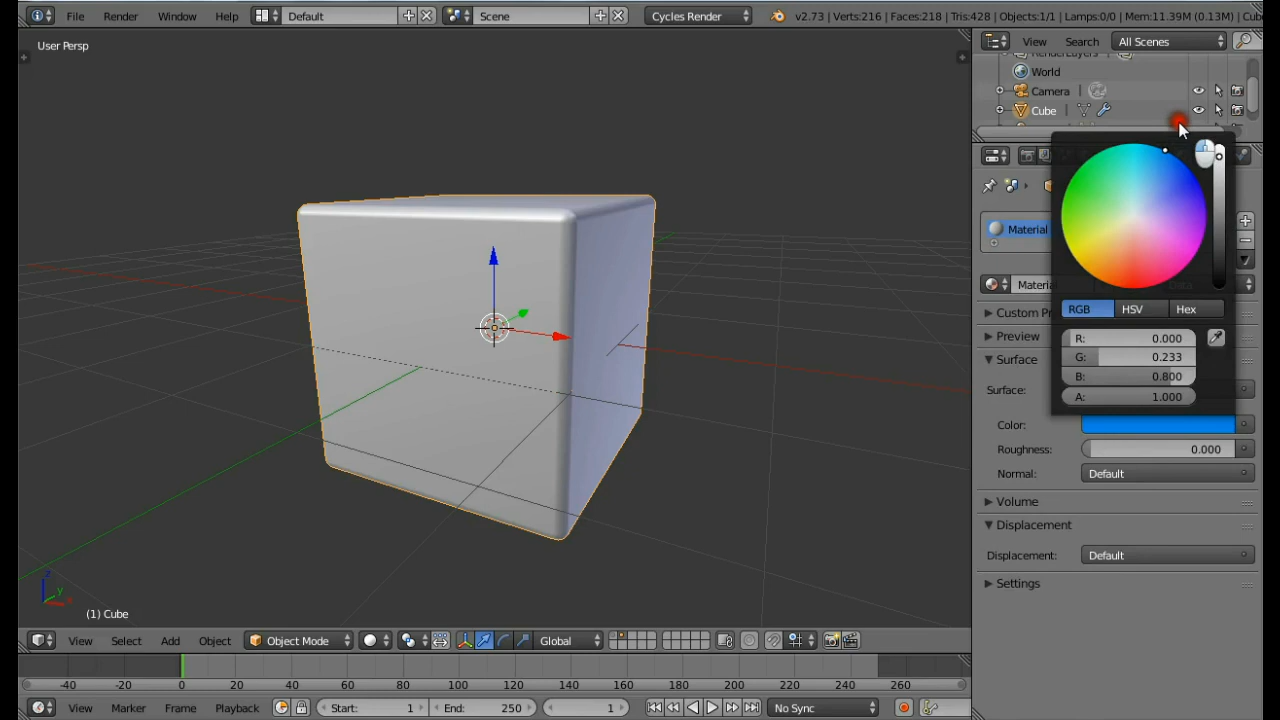 File Render Window Help Default Scene Cycles Render v2.73 | Verts:216 | Faces:218 | Tris:428 | Objects:1/1 | Lamps:0/0 | Mem:11.39M (0.13M) |
User Persp
View Search All Scenes
World
Camera
Cube
Material
Material
RGB HSV Hex
R: 0.000
G: 0.233
B: 0.800
A: 1.000
Preview
Surface
Surface:
Color:
Roughness: 0.000
Normal: Default
Volume
Displacement
Displacement: Default
Settings
z
y
x
(1) Cube
View Select Add Object Object Mode Global
-40 -20 0 20 40 60 80 100 120 140 160 180 200 220 240 260
View Marker Frame Playback Start: 1 End: 250 1 No Sync